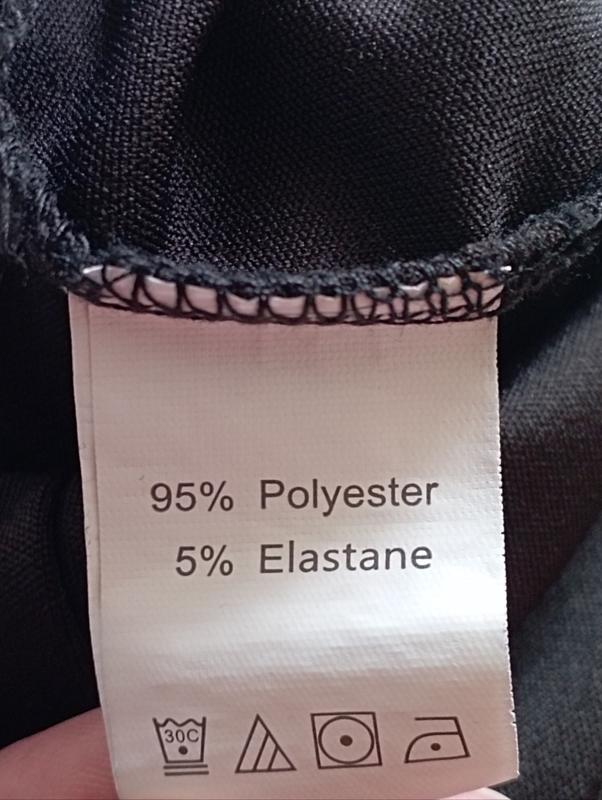 95% Polyester
5% Elastane
30C